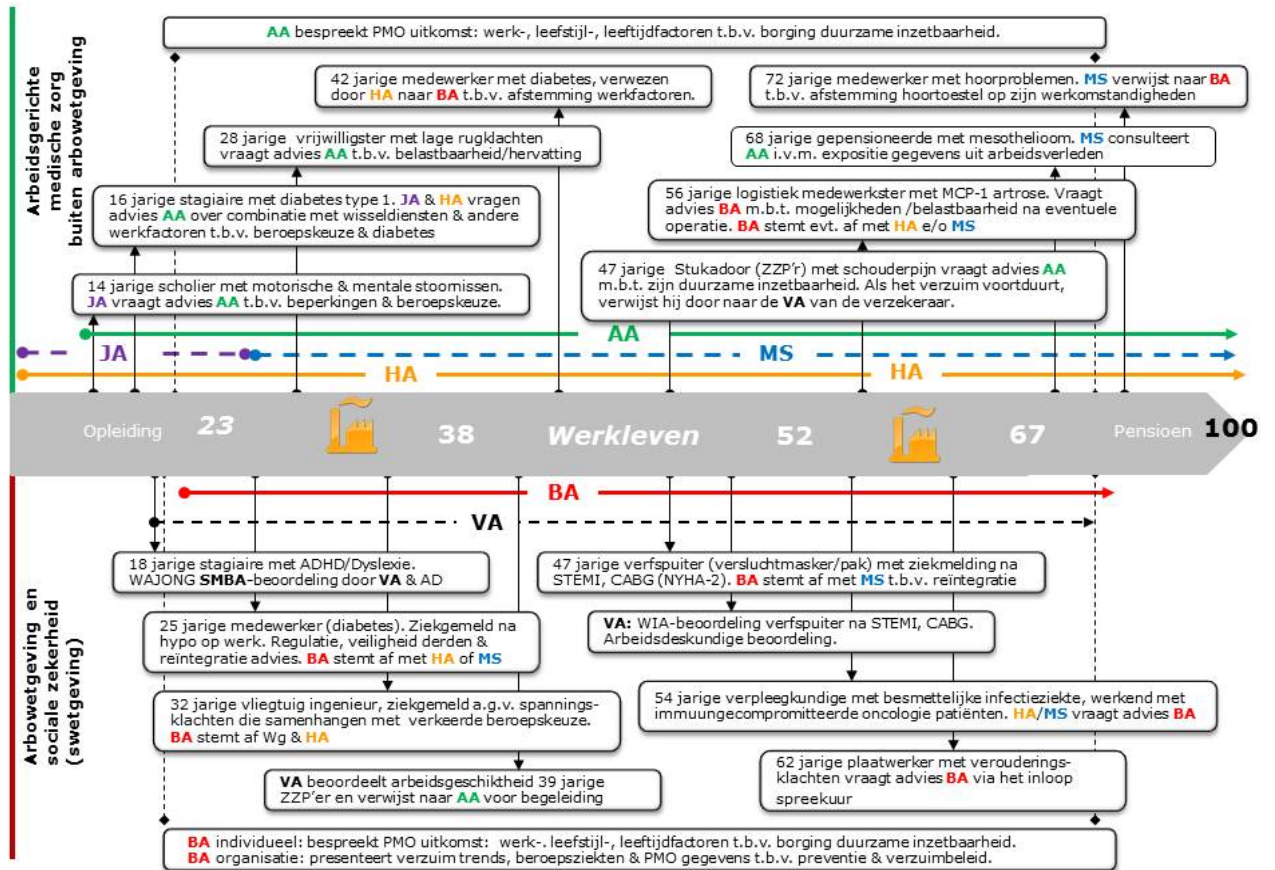 AA bespreekt PMO uitkomst: werk-, leefstijl-, leeftijdfactoren t.b.v. borging duurzame inzetbaarheid.
Arbeidsgerichte
medische zorg
buiten arbowetgeving
42 jarige medewerker met diabetes, verwezen
door HA naar BA t.b.v. afstemming werkfactoren.
72 jarige medewerker met hoorproblemen. MS verwijst naar BA
t.b.v. afstemming hoortoestel op zijn werkomstandigheden
28 jarige vrijwilligster met lage rugklachten
vraagt advies AA t.b.v. belastbaarheid/hervatting
68 jarige gepensioneerde met mesothelioom. MS consulteert
AA i.v.m. expositie gegevens uit arbeidsverleden
16 jarige stagiaire met diabetes type 1. JA & HA vragen
advies AA over combinatie met wisseldiensten & andere
werkfactoren t.b.v. beroepskeuze & diabetes
56 jarige logistiek medewerkster met MCP-1 artrose. Vraagt
advies BA m.b.t. mogelijkheden /belastbaarheid na eventuele
operatie. BA stemt evt. af met HA e/o MS
14 jarige scholier met motorische & mentale stoornissen.
JA vraagt advies AA t.b.v. beperkingen & beroepskeuze.
47 jarige Stukadoor (ZZP'r) met schouderpijn vraagt advies AA
m.b.t. zijn duurzame inzetbaarheid. Als het verzuim voortduurt,
verwijst hij door naar de VA van de verzekeraar.
AA
JA
MS
HA
HA
Opleiding 23 38 Werkleven 52 67 Pensioen 100
BA
VA
Arbowetgeving en
sociale zekerheid
(swetgeving)
18 jarige stagiaire met ADHD/Dyslexie.
WAJONG SMBA-beoordeling door VA & AD
47 jarige verfspuiter (versluchtmasker/pak) met ziekmelding na
STEMI, CABG (NYHA-2). BA stemt af met MS t.b.v. reïntegratie
25 jarige medewerker (diabetes). Ziekgemeld na
hypo op werk. Regulatie, veiligheid derden &
reïntegratie advies. BA stemt af met HA of MS
VA: WIA-beoordeling verfspuiter na STEMI, CABG.
Arbeidsdeskundige beoordeling.
32 jarige vliegtuig ingenieur, ziekgemeld a.g.v. spannings-
klachten die samenhangen met verkeerde beroepskeuze.
BA stemt af Wg & HA
54 jarige verpleegkundige met besmettelijke infectieziekte, werkend met
immuungecompromitteerde oncologie patiënten. HA/MS vraagt advies BA
VA beoordeelt arbeidsgeschiktheid 39 jarige
ZZP'er en verwijst naar AA voor begeleiding
62 jarige plaatwerker met verouderings-
klachten vraagt advies BA via het inloop
spreekuur
BA individueel: bespreekt PMO uitkomst: werk-. leefstijl-, leeftijdfactoren t.b.v. borging duurzame inzetbaarheid.
BA organisatie: presenteert verzuim trends, beroepsziekten & PMO gegevens t.b.v. preventie & verzuimbeleid.